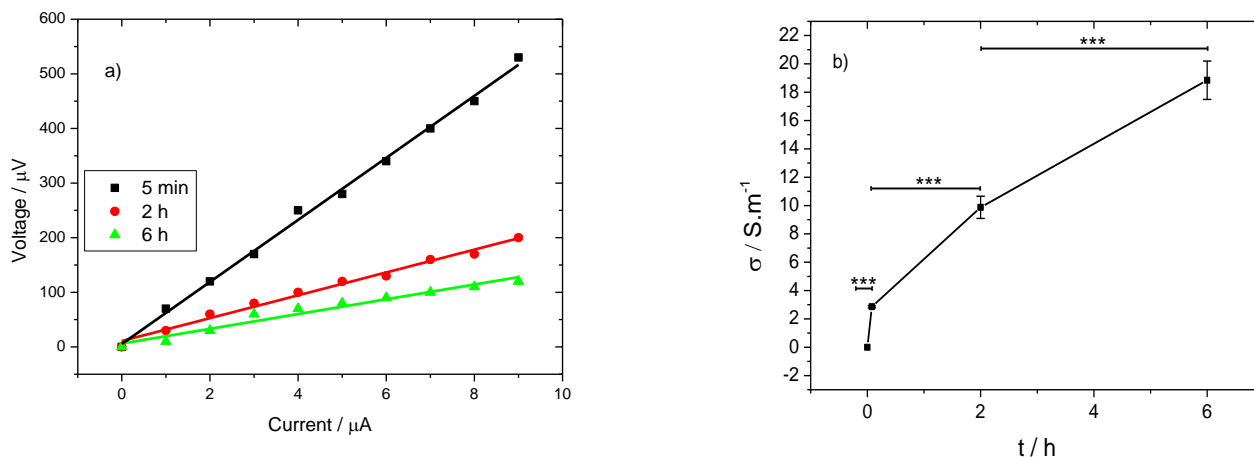 a)
Voltage / μV
600
500
400
300
200
100
0
5 min
2 h
6 h
0 2 4 6 8 10
Current / μA
b)
σ / S.m⁻¹
22
20
18
16
14
12
10
8
6
4
2
0
-2
***
***
***
0 2 4 6
t / h